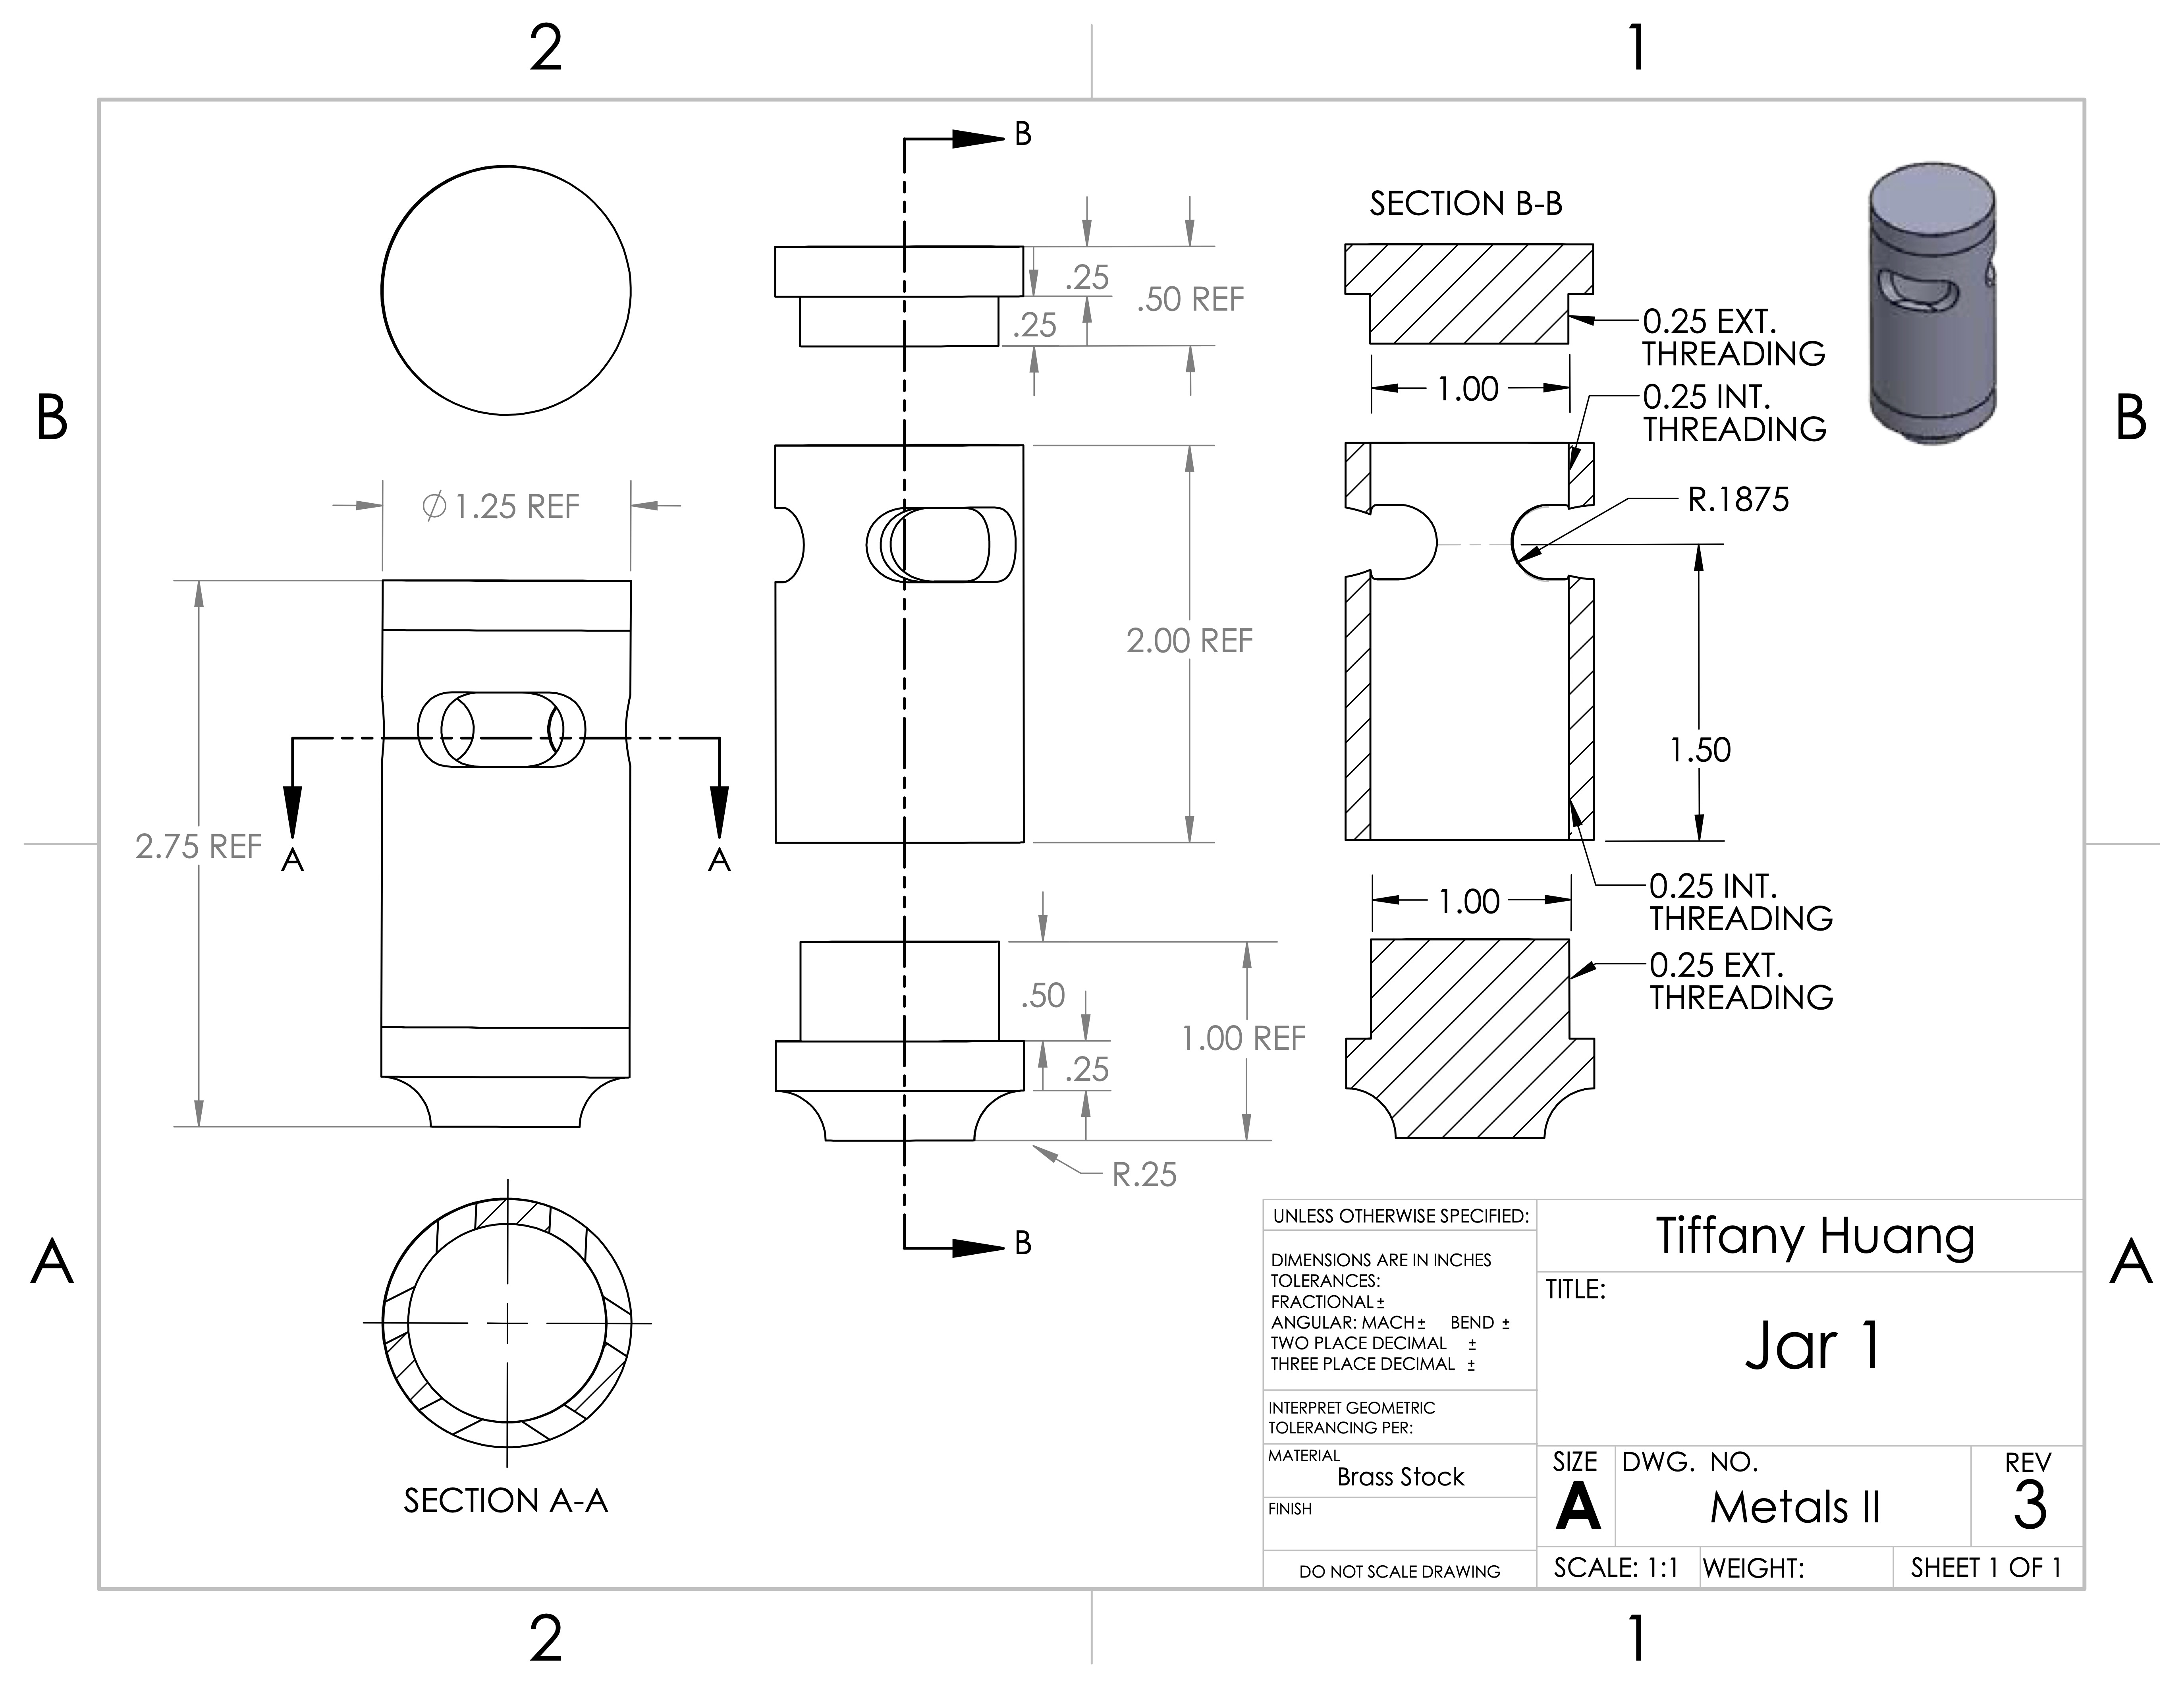 2
1
B
SECTION B-B
.25
.50 REF
.25
0.25 EXT.
THREADING
1.00
0.25 INT.
THREADING
B
B
R.1875
⌀ 1.25 REF
2.00 REF
1.50
2.75 REF
A
A
0.25 INT.
THREADING
1.00
0.25 EXT.
THREADING
.50
1.00 REF
.25
R.25
B
A
A
SECTION A-A
UNLESS OTHERWISE SPECIFIED:
DIMENSIONS ARE IN INCHES
TOLERANCES:
FRACTIONAL ±
ANGULAR: MACH ± BEND ±
TWO PLACE DECIMAL ±
THREE PLACE DECIMAL ±
INTERPRET GEOMETRIC
TOLERANCING PER:
MATERIAL
Brass Stock
FINISH
DO NOT SCALE DRAWING
Tiffany Huang
TITLE:
Jar 1
SIZE
A
DWG. NO.
Metals II
REV
3
SCALE: 1:1
WEIGHT:
SHEET 1 OF 1
2
1